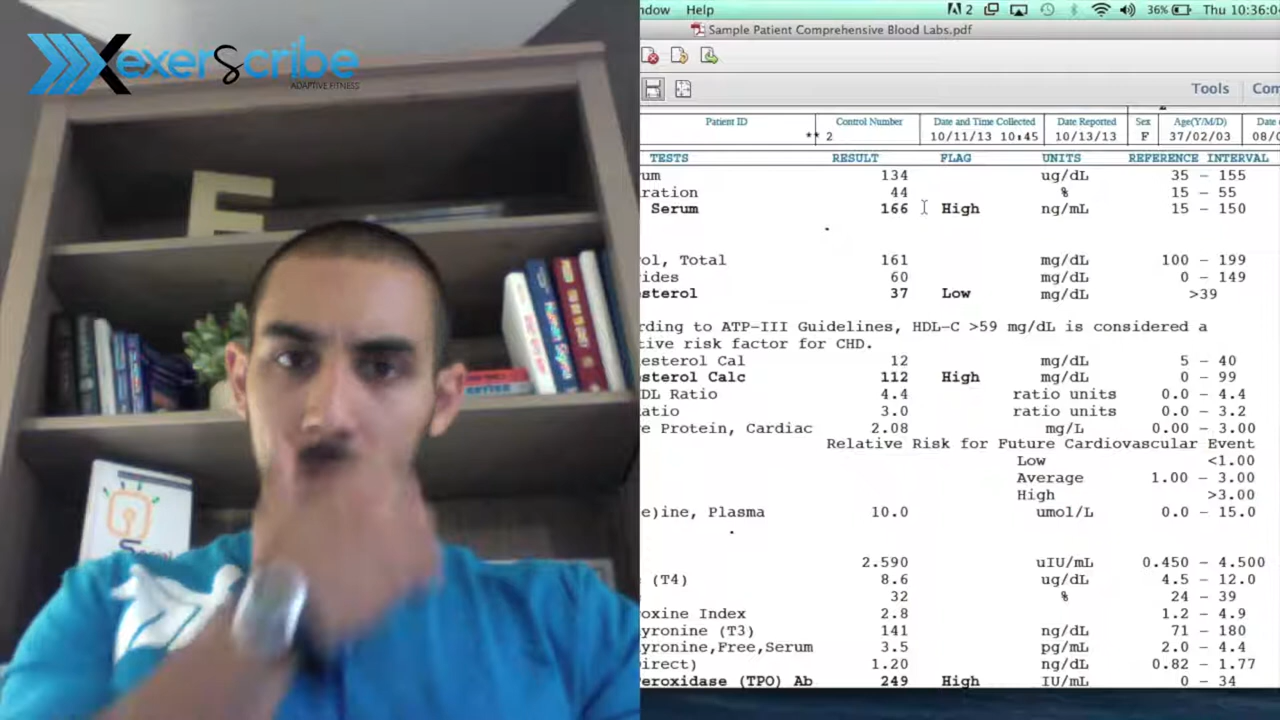 exerScribe
ADAPTIVE FITNESS
E
ndow Help 2 36% Thu 10:36:0
Sample Patient Comprehensive Blood Labs.pdf
Tools Com
Patient ID Control Number Date and Time Collected Date Reported Sex Age(Y/M/D) Date o
** 2 10/11/13 10:45 10/13/13 F 37/02/03 08/0
TESTS RESULT FLAG UNITS REFERENCE INTERVAL
rum 134 ug/dL 35 - 155
ration 44 % 15 - 55
Serum 166 High ng/mL 15 - 150
ol, Total 161 mg/dL 100 - 199
ides 60 mg/dL 0 - 149
sterol 37 Low mg/dL >39
rding to ATP-III Guidelines, HDL-C >59 mg/dL is considered a
tive risk factor for CHD.
esterol Cal 12 mg/dL 5 - 40
esterol Calc 112 High mg/dL 0 - 99
DL Ratio 4.4 ratio units 0.0 - 4.4
atio 3.0 ratio units 0.0 - 3.2
e Protein, Cardiac 2.08 mg/L 0.00 - 3.00
Relative Risk for Future Cardiovascular Event
Low <1.00
Average 1.00 - 3.00
High >3.00
e)ine, Plasma 10.0 umol/L 0.0 - 15.0
2.590 uIU/mL 0.450 - 4.500
(T4) 8.6 ug/dL 4.5 - 12.0
32 % 24 - 39
oxine Index 2.8 1.2 - 4.9
yronine (T3) 141 ng/dL 71 - 180
yronine,Free,Serum 3.5 pg/mL 2.0 - 4.4
irect) 1.20 ng/dL 0.82 - 1.77
eroxidase (TPO) Ab 249 High IU/mL 0 - 34